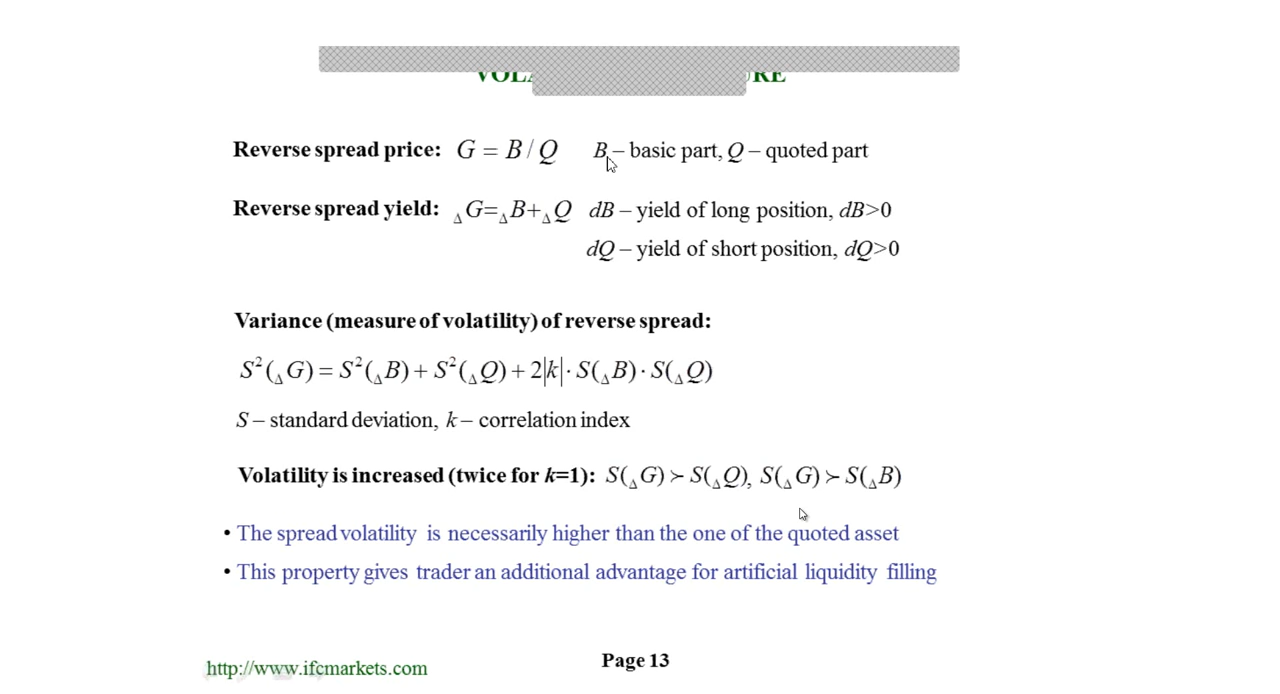 Reverse spread price: G = B / Q B – basic part, Q – quoted part
Reverse spread yield: ΔG=ΔB+ΔQ dB – yield of long position, dB>0
dQ – yield of short position, dQ>0
Variance (measure of volatility) of reverse spread:
S²(ΔG) = S²(ΔB) + S²(ΔQ) + 2|k| · S(ΔB) · S(ΔQ)
S – standard deviation, k – correlation index
Volatility is increased (twice for k=1): S(ΔG) ≻ S(ΔQ), S(ΔG) ≻ S(ΔB)
• The spread volatility is necessarily higher than the one of the quoted asset
• This property gives trader an additional advantage for artificial liquidity filling
http://www.ifcmarkets.com
Page 13